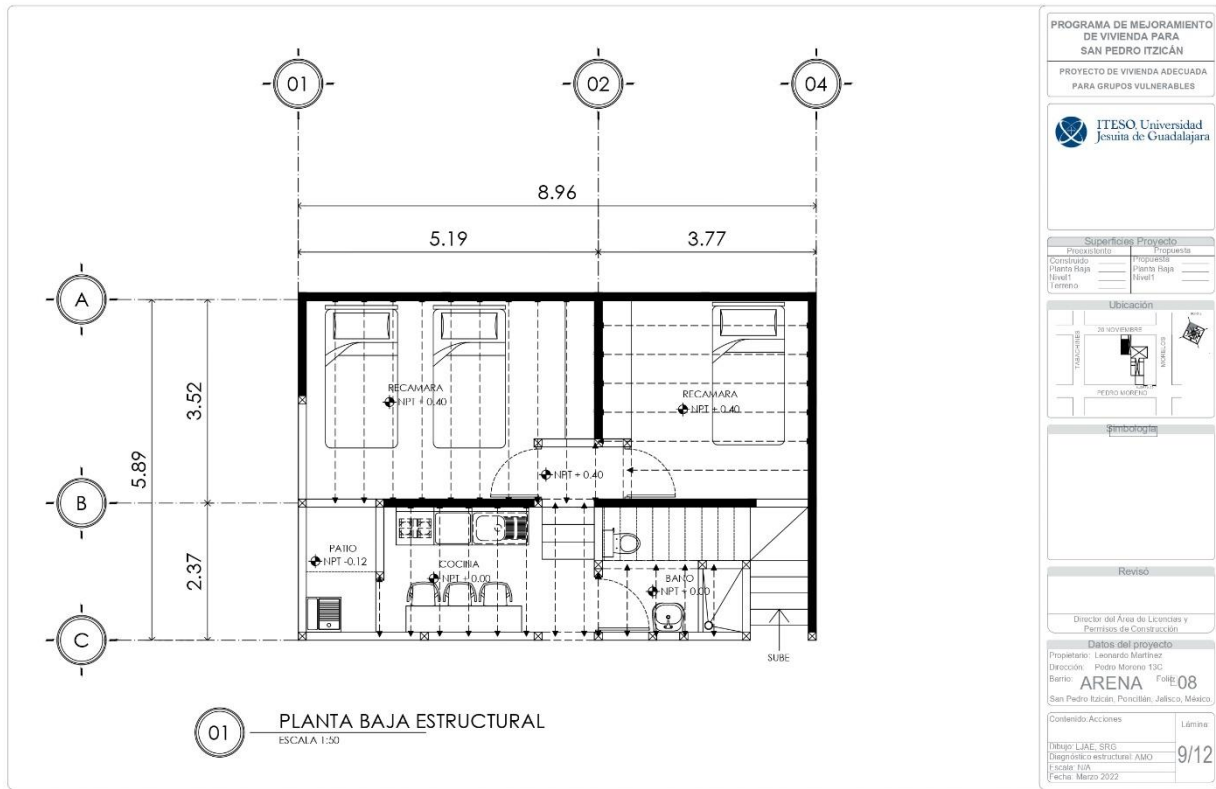 01
02
04
8.96
5.19
3.77
A
B
C
5.89
3.52
2.37
RECAMARA
NPT + 0.40
RECAMARA
NPT + 0.40
NPT + 0.40
PATIO
NPT -0.12
COCINA
NPT + 0.00
BAÑO
NPT + 0.00
SUBE
01
PLANTA BAJA ESTRUCTURAL
ESCALA 1:50
PROGRAMA DE MEJORAMIENTO
DE VIVIENDA PARA
SAN PEDRO ITZICÁN
PROYECTO DE VIVIENDA ADECUADA
PARA GRUPOS VULNERABLES
ITESO, Universidad
Jesuita de Guadalajara
Superficies Proyecto
Preexistente Propuesta
Construido Propuesta
Planta Baja Planta Baja
Nivel1 Nivel1
Terreno
Ubicación
20 NOVIEMBRE
TABACHINES
MORELOS
PEDRO MORENO
Simbología
Revisó
Director del Área de Licencias y
Permisos de Construcción
Datos del proyecto
Propietario: Leonardo Martínez
Dirección: Pedro Moreno 13C
Barrio: ARENA Folio: 08
San Pedro Itzicán, Poncitlán, Jalisco, México.
Contenido: Acciones
Lámina:
Dibujo: LJAE, SRG
Diagnóstico estructural: AMO
9/12
Escala: N/A
Fecha: Marzo 2022